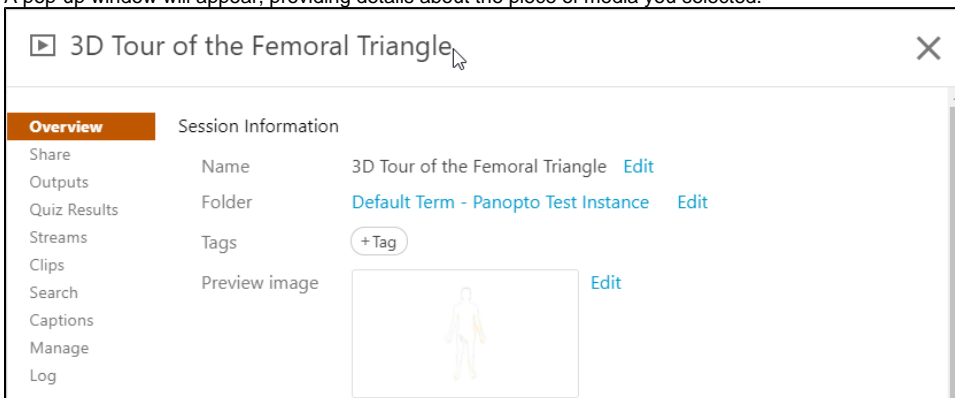 A pop-up window will appear, providing details about the piece of media you selected.
3D Tour of the Femoral Triangle
Overview
Share
Outputs
Quiz Results
Streams
Clips
Search
Captions
Manage
Log
Session Information
Name 3D Tour of the Femoral Triangle Edit
Folder Default Term - Panopto Test Instance Edit
Tags +Tag
Preview image Edit